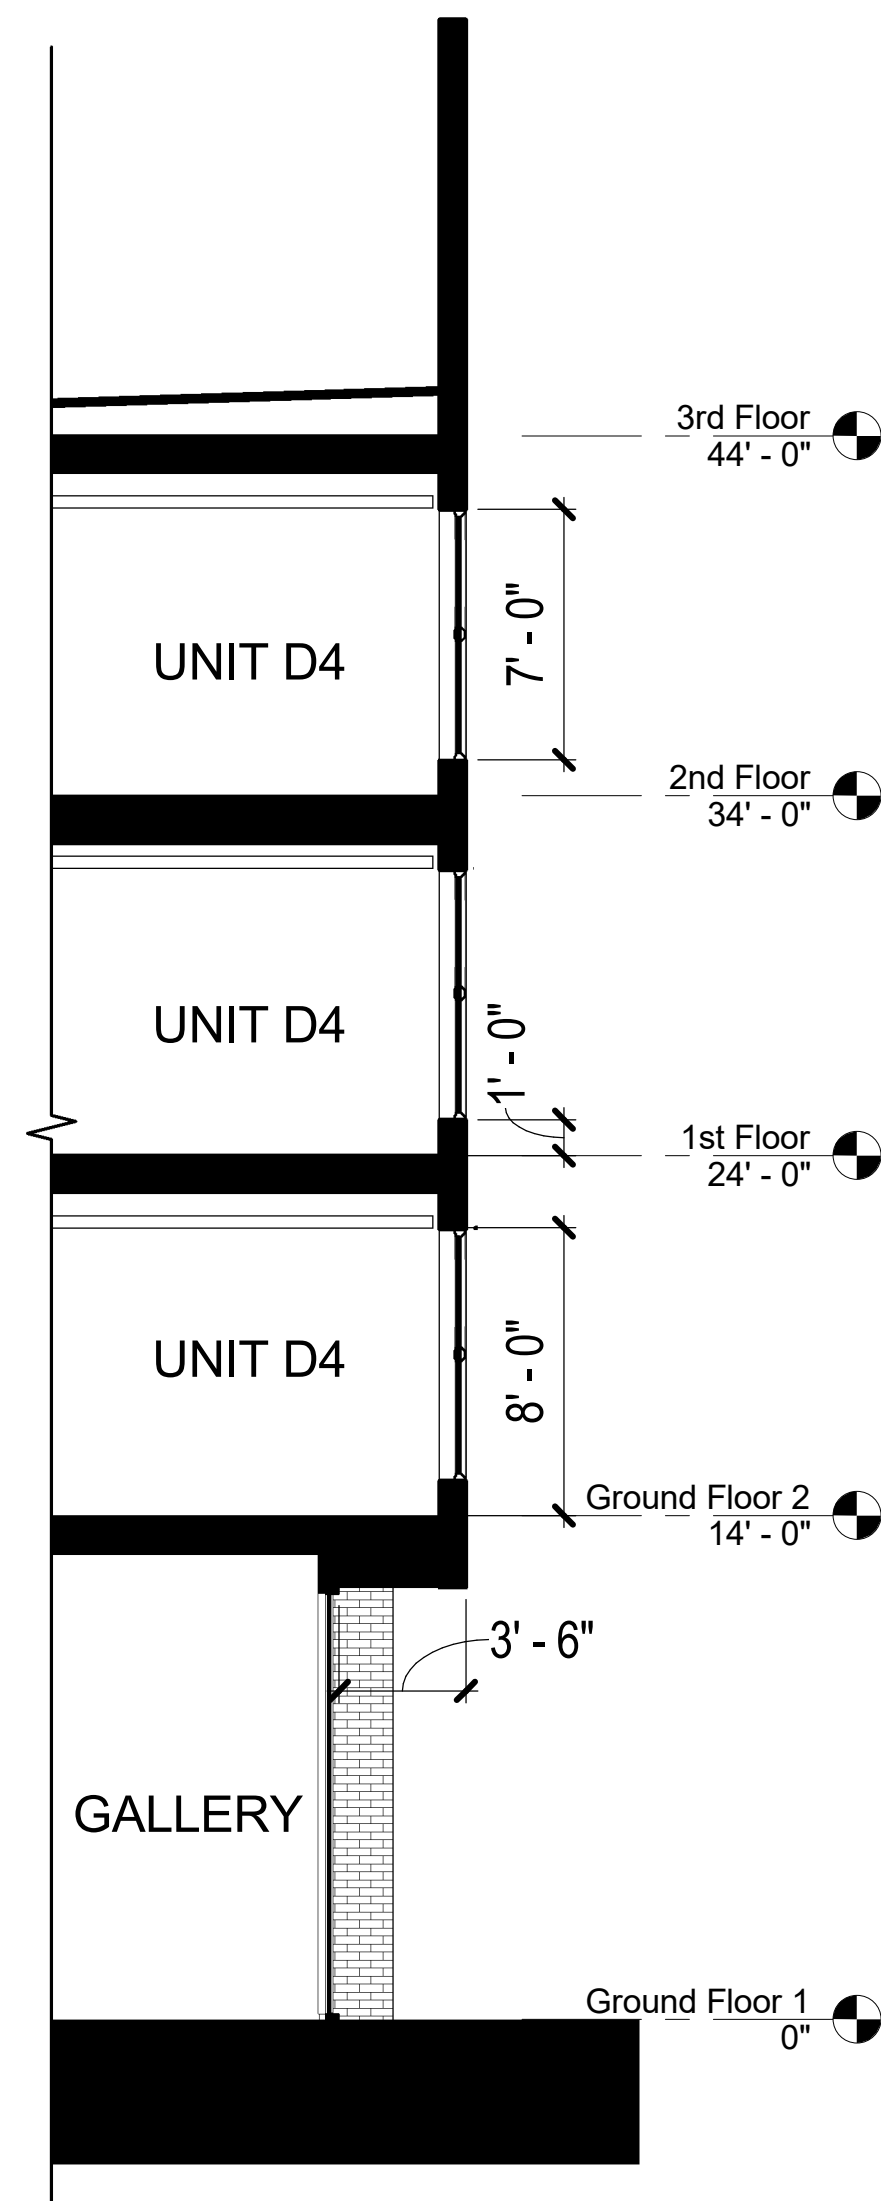 3rd Floor
44' - 0"
7' - 0"
UNIT D4
2nd Floor
34' - 0"
UNIT D4
1' - 0"
1st Floor
24' - 0"
8' - 0"
UNIT D4
Ground Floor 2
14' - 0"
3' - 6"
GALLERY
Ground Floor 1
0"